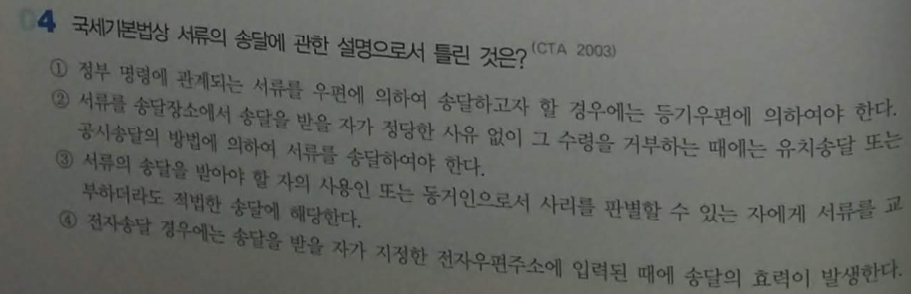 04 국세기본법상 서류의 송달에 관한 설명으로서 틀린 것은? (CTA 2003)
① 정부 명령에 관계되는 서류를 우편에 의하여 송달하고자 할 경우에는 등기우편에 의하여야 한다.
② 서류를 송달장소에서 송달을 받을 자가 정당한 사유 없이 그 수령을 거부하는 때에는 유치송달 또는
공시송달의 방법에 의하여 서류를 송달하여야 한다.
③ 서류의 송달을 받아야 할 자의 사용인 또는 동거인으로서 사리를 판별할 수 있는 자에게 서류를 교
부하더라도 적법한 송달에 해당한다.
④ 전자송달 경우에는 송달을 받을 자가 지정한 전자우편주소에 입력된 때에 송달의 효력이 발생한다.